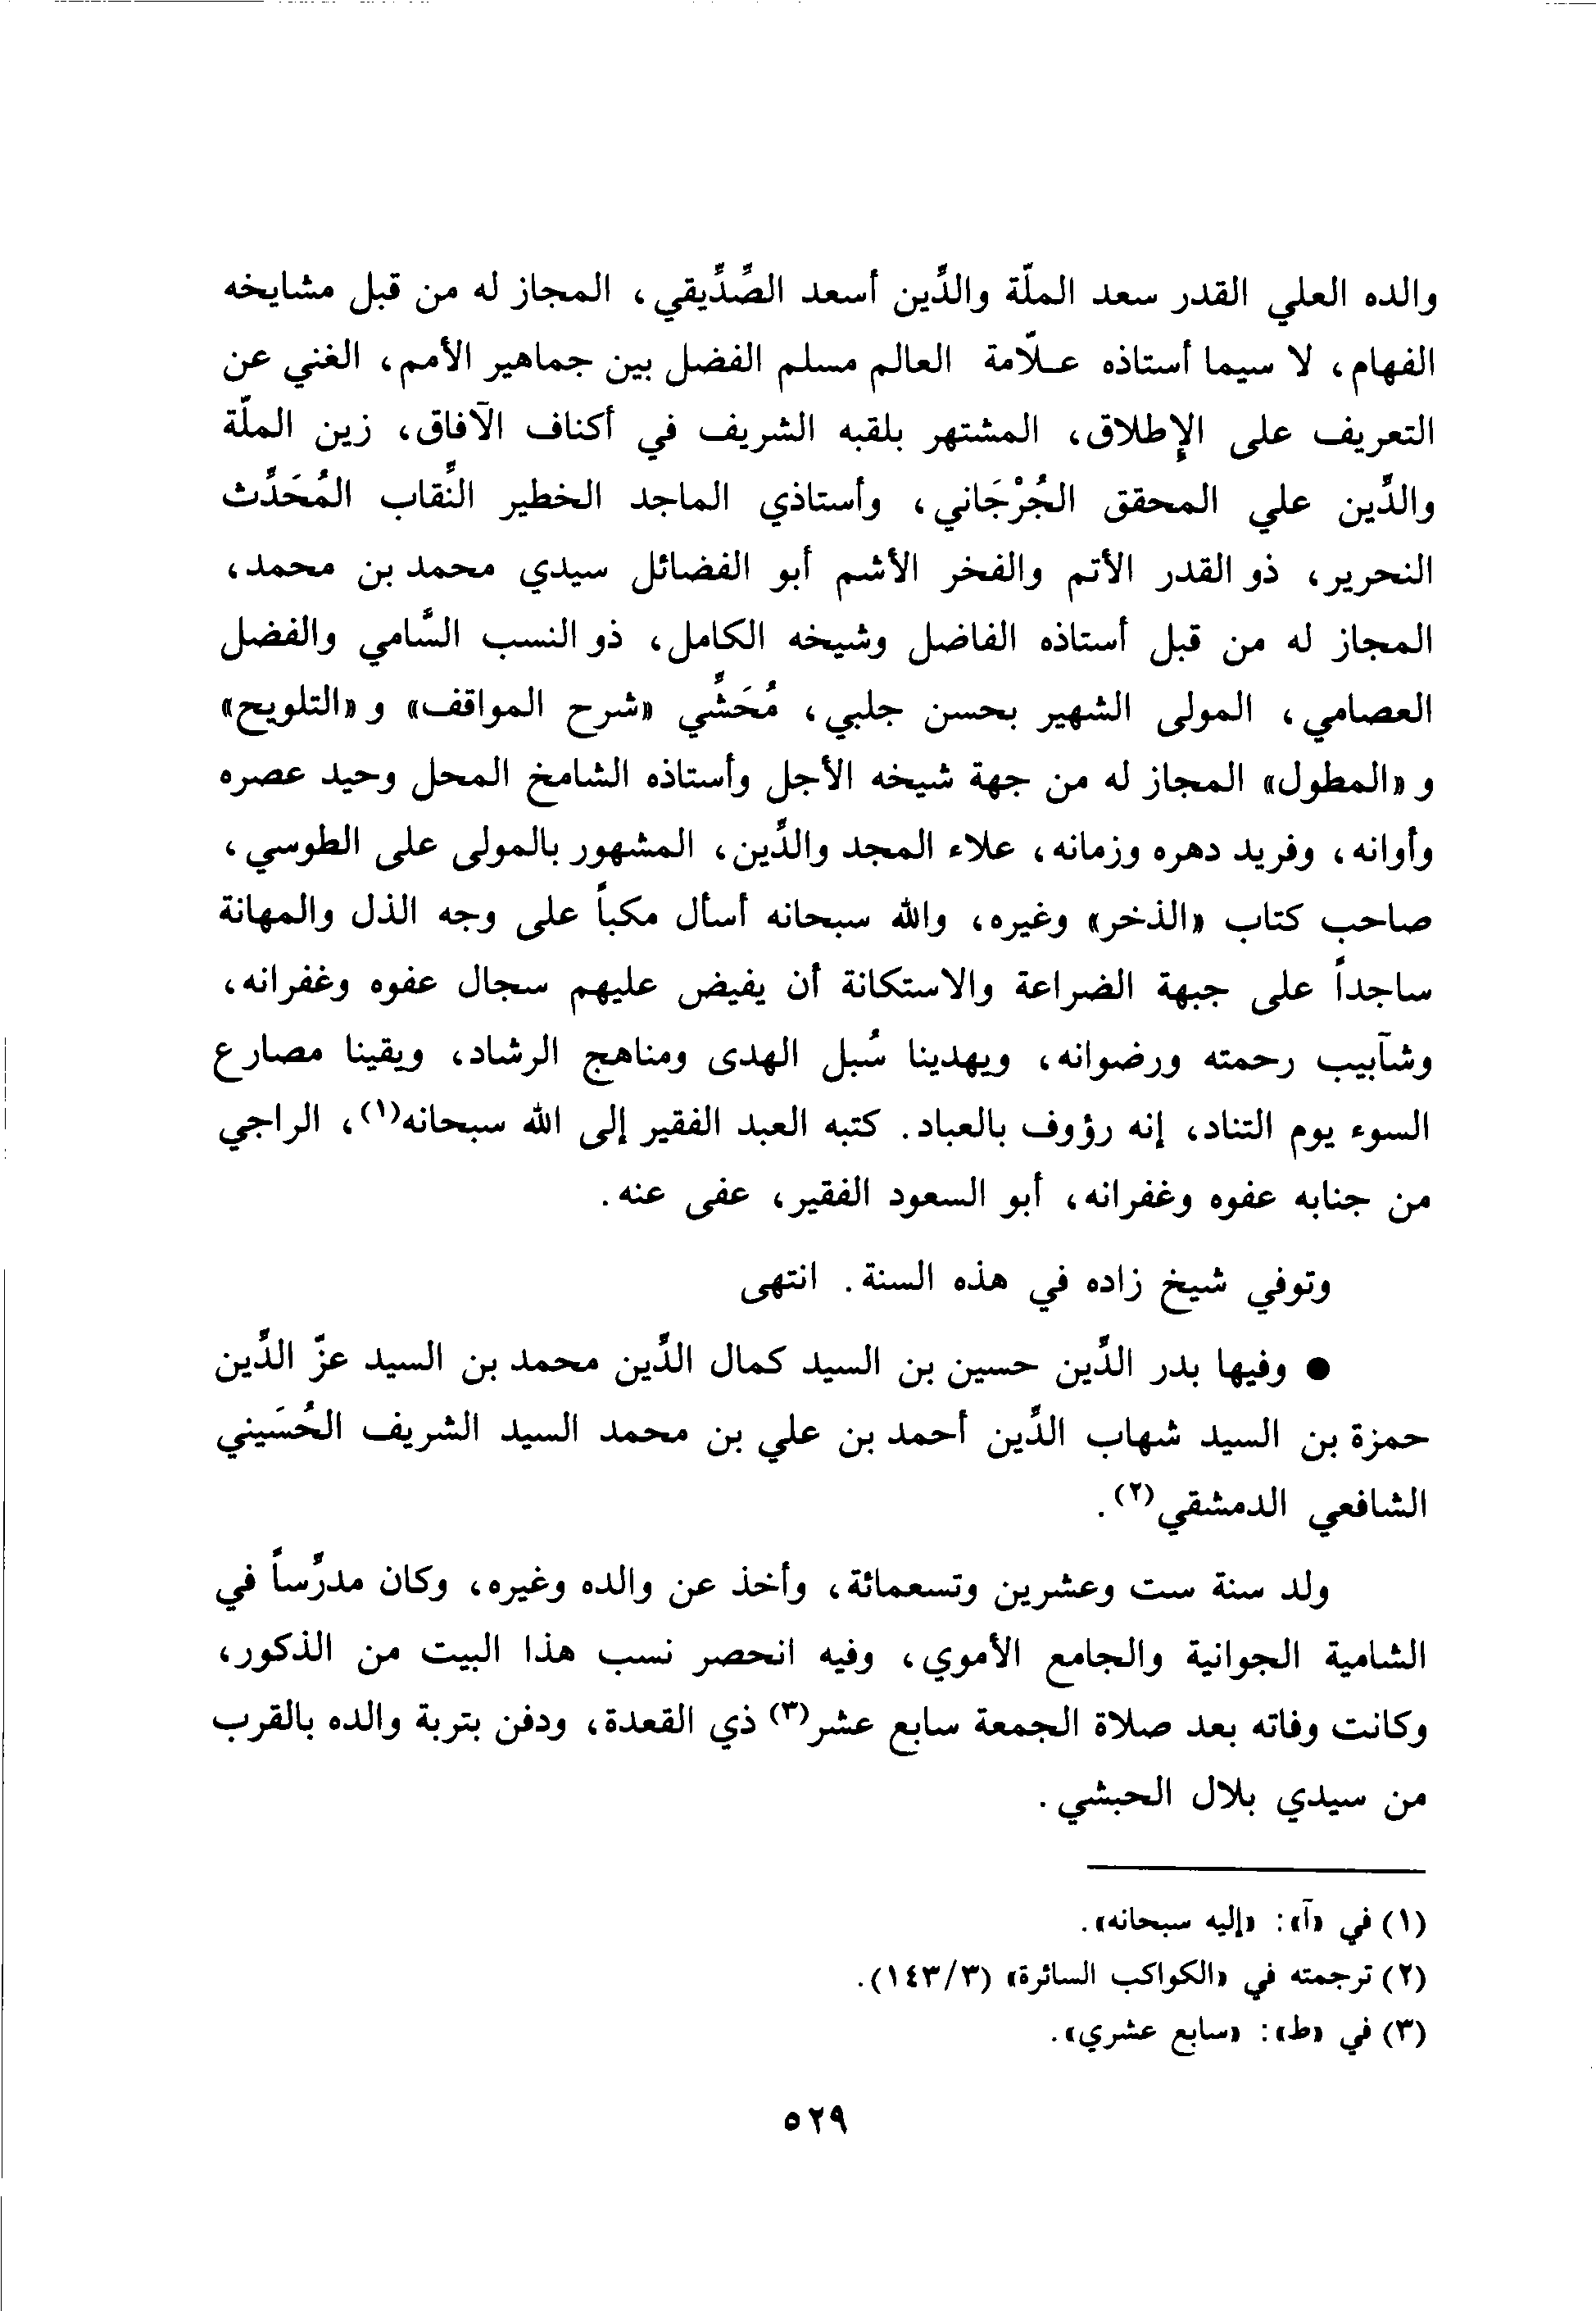 والده العلي القدر سعد الملّة والدِّين أسعد الصِّدِّيقي، المجاز له من قبل مشايخه
الفهام، لا سيما أستاذه عـلّامة العالم مسلم الفضل بين جماهير الأمم، الغني عن
التعريف على الإطلاق، المشتهر بلقبه الشريف في أكناف الآفاق، زين الملّة
والدِّين علي المحقق الجُرْجَاني، وأستاذي الماجد الخطير النِّقاب المُحَدِّث
النحرير، ذو القدر الأتم والفخر الأشم أبو الفضائل سيدي محمد بن محمد،
المجاز له من قبل أستاذه الفاضل وشيخه الكامل، ذو النسب السَّامي والفضل
العصامي، المولى الشهير بحسن جلبي، مُحَشِّي «شرح المواقف» و «التلويح»
و «المطول» المجاز له من جهة شيخه الأجل وأستاذه الشامخ المحل وحيد عصره
وأوانه، وفريد دهره وزمانه، علاء المجد والدِّين، المشهور بالمولى على الطوسي،
صاحب كتاب «الذخر» وغيره، والله سبحانه أسأل مكباً على وجه الذل والمهانة
ساجداً على جبهة الضراعة والاستكانة أن يفيض عليهم سجال عفوه وغفرانه،
وشآبيب رحمته ورضوانه، ويهدينا سُبل الهدى ومناهج الرشاد، ويقينا مصارع
السوء يوم التناد، إنه رؤوف بالعباد. كتبه العبد الفقير إلى الله سبحانه(١)، الراجي
من جنابه عفوه وغفرانه، أبو السعود الفقير، عفى عنه.
وتوفي شيخ زاده في هذه السنة. انتهى
● وفيها بدر الدِّين حسين بن السيد كمال الدِّين محمد بن السيد عزّ الدِّين
حمزة بن السيد شهاب الدِّين أحمد بن علي بن محمد السيد الشريف الحُسَيني
الشافعي الدمشقي(٢).
ولد سنة ست وعشرين وتسعمائة، وأخذ عن والده وغيره، وكان مدرِّساً في
الشامية الجوانية والجامع الأموي، وفيه انحصر نسب هذا البيت من الذكور،
وكانت وفاته بعد صلاة الجمعة سابع عشر(٣) ذي القعدة، ودفن بتربة والده بالقرب
من سيدي بلال الحبشي.
(١) في «آ»: «إليه سبحانه».
(٢) ترجمته في «الكواكب السائرة» (١٤٣/٣).
(٣) في «ط»: «سابع عشري».
٥٢٩